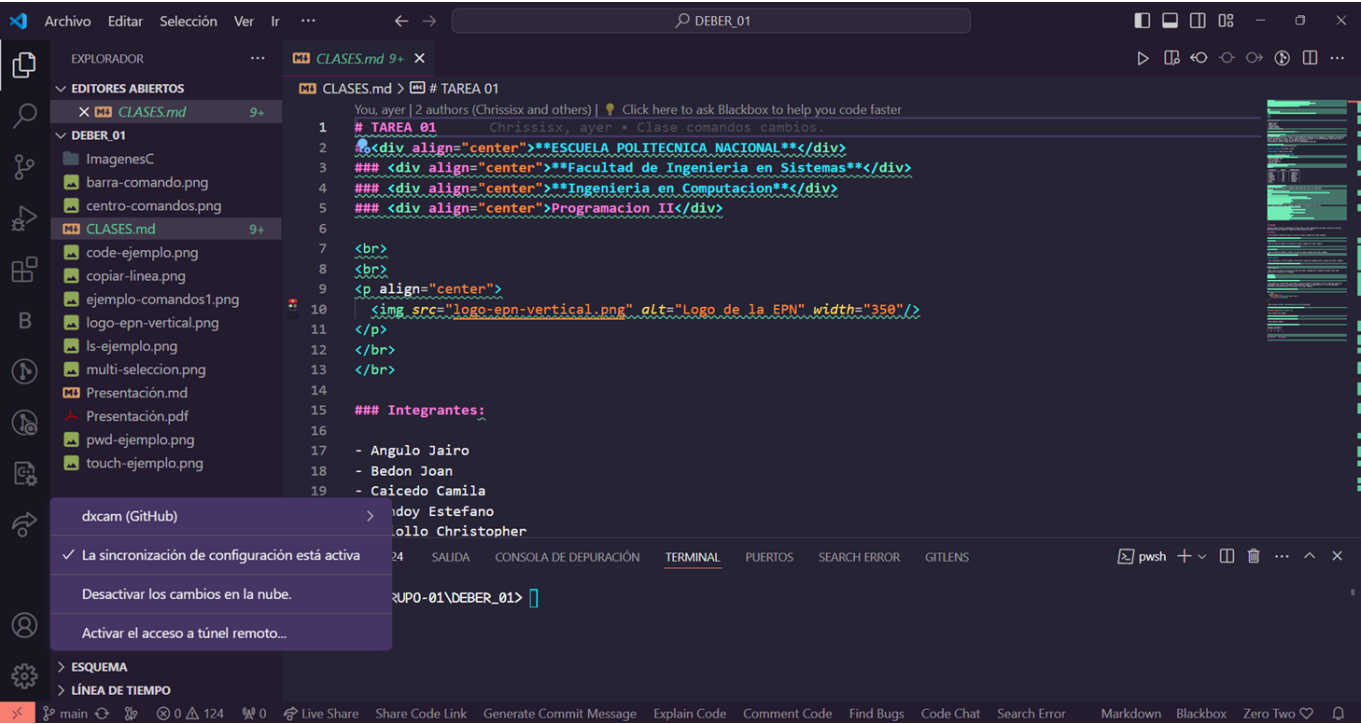 Archivo Editar Selección Ver Ir ··· DEBER_01
EXPLORADOR ···
EDITORES ABIERTOS
CLASES.md 9+
DEBER_01
ImagenesC
barra-comando.png
centro-comandos.png
CLASES.md 9+
code-ejemplo.png
copiar-linea.png
ejemplo-comandos1.png
logo-epn-vertical.png
ls-ejemplo.png
multi-seleccion.png
Presentación.md
Presentación.pdf
pwd-ejemplo.png
touch-ejemplo.png
dxcam (GitHub)
La sincronización de configuración está activa
Desactivar los cambios en la nube.
Activar el acceso a túnel remoto...
ESQUEMA
LÍNEA DE TIEMPO
CLASES.md 9+
CLASES.md > # TAREA 01
You, ayer | 2 authors (Chrissisx and others) | Click here to ask Blackbox to help you code faster
1 # TAREA 01 Chrissisx, ayer • Clase comandos cambios.
2 #<div align="center">**ESCUELA POLITECNICA NACIONAL**</div>
3 ### <div align="center">**Facultad de Ingenieria en Sistemas**</div>
4 ### <div align="center">**Ingenieria en Computacion**</div>
5 ### <div align="center">Programacion II</div>
6
7 <br>
8 <br>
9 <p align="center">
10 <img src="logo-epn-vertical.png" alt="Logo de la EPN" width="350"/>
11 </p>
12 </br>
13 </br>
14
15 ### Integrantes:
16
17 - Angulo Jairo
18 - Bedon Joan
19 - Caicedo Camila
ndoy Estefano
ollo Christopher
24 SALIDA CONSOLA DE DEPURACIÓN TERMINAL PUERTOS SEARCH ERROR GITLENS pwsh
RUPO-01\DEBER_01>
main 0 124 0 Live Share Share Code Link Generate Commit Message Explain Code Comment Code Find Bugs Code Chat Search Error Markdown Blackbox Zero Two